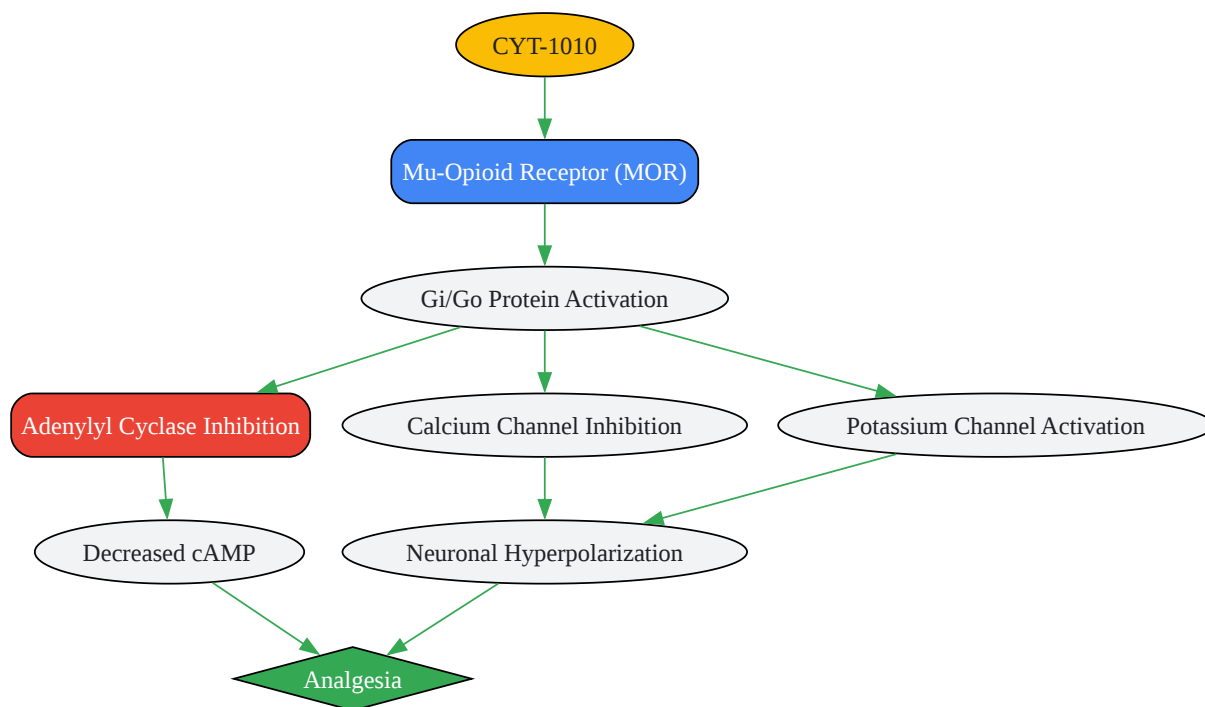 CYT-1010
Mu-Opioid Receptor (MOR)
Gi/Go Protein Activation
Adenylyl Cyclase Inhibition
Calcium Channel Inhibition
Potassium Channel Activation
Decreased cAMP
Neuronal Hyperpolarization
Analgesia